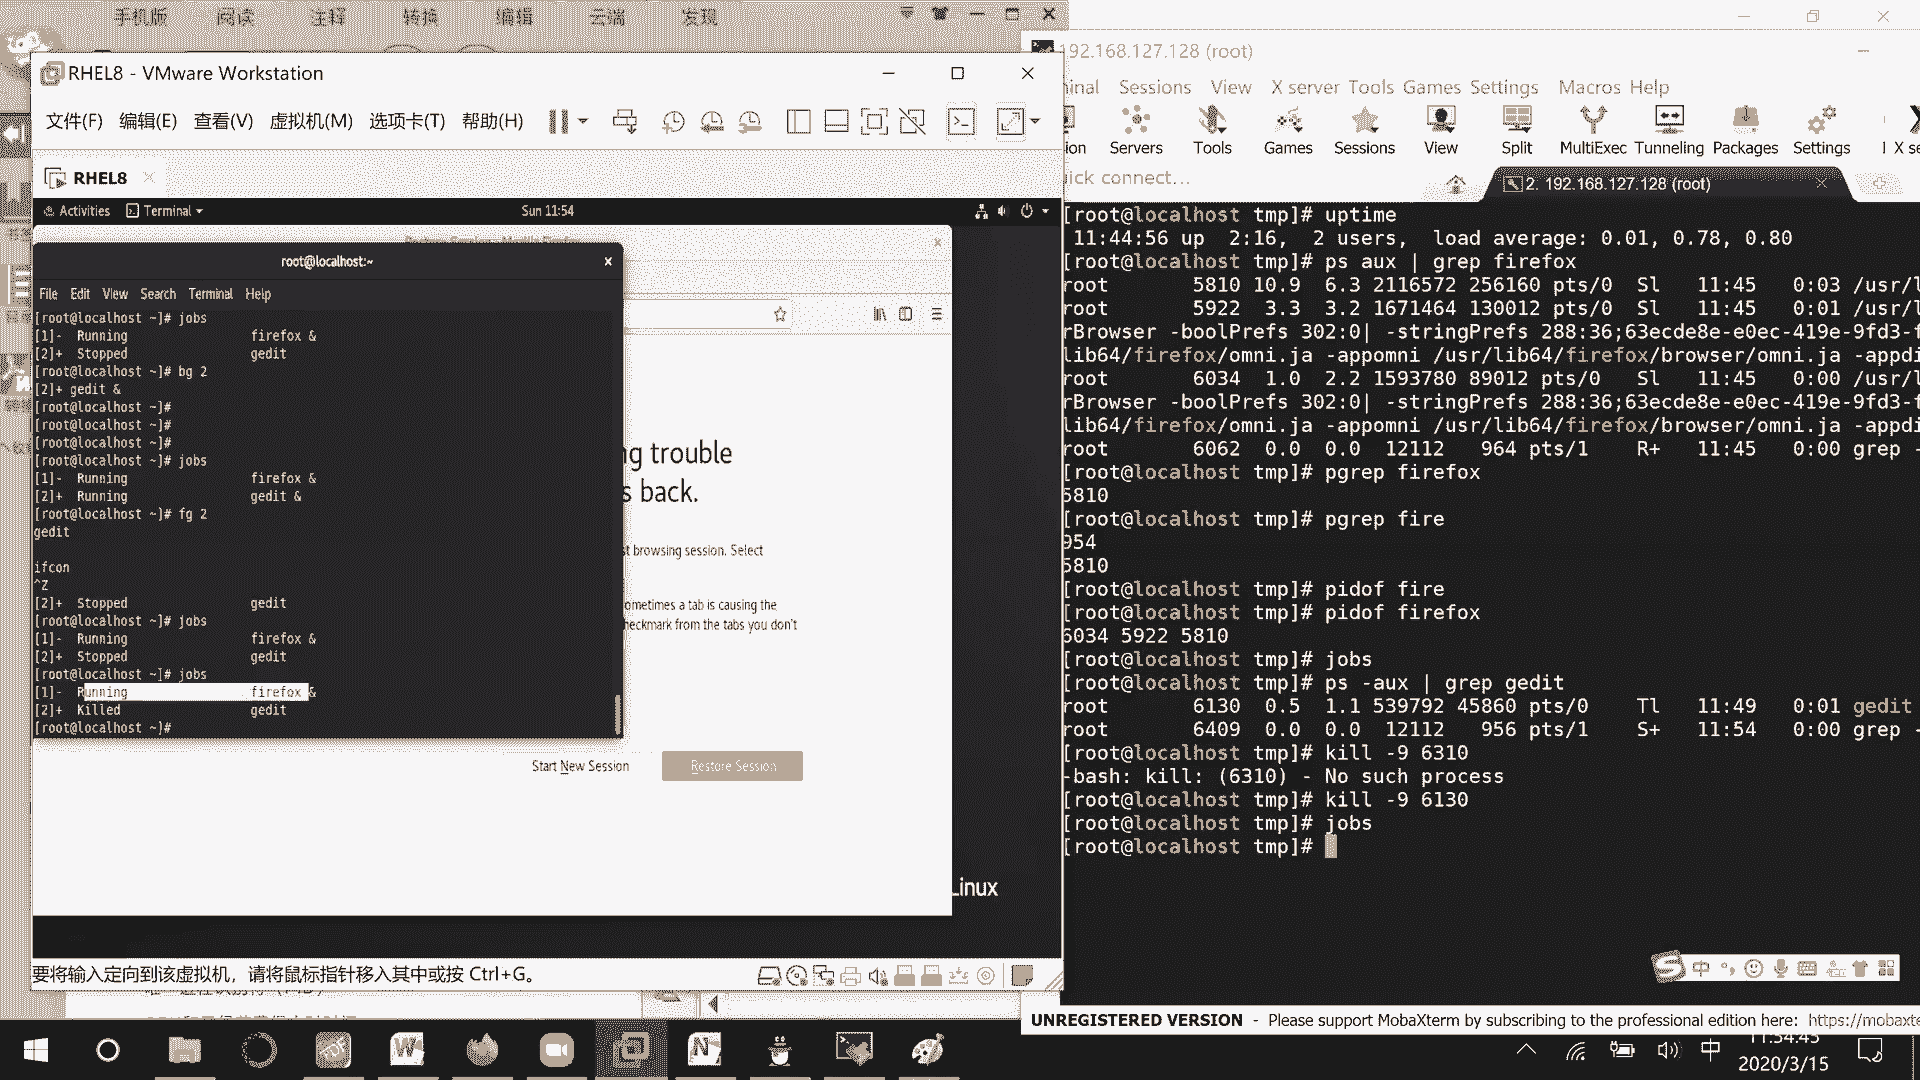 手机版 阅读 注释 转换 编辑 云端 发现
RHEL8 - VMware Workstation
文件(F) 编辑(E) 查看(V) 虚拟机(M) 选项卡(T) 帮助(H)
RHEL8
Activities Terminal Sun 11:54
root@localhost:~
File Edit View Search Terminal Help
[root@localhost ~]# jobs
[1]- Running firefox &
[2]+ Stopped gedit
[root@localhost ~]# bg 2
[2]+ gedit &
[root@localhost ~]#
[root@localhost ~]#
[root@localhost ~]#
[root@localhost ~]# jobs
[1]- Running firefox &
[2]+ Running gedit &
[root@localhost ~]# fg 2
gedit
ifcon
^Z
[2]+ Stopped gedit
[root@localhost ~]# jobs
[1]- Running firefox &
[2]+ Stopped gedit
[root@localhost ~]# jobs
[1]- Running firefox &
[2]+ Killed gedit
[root@localhost ~]#
ng trouble
s back.
t browsing session. Select
ometimes a tab is causing the
heckmark from the tabs you don't
Start New Session Restore Session
Linux
要将输入定向到该虚拟机，请将鼠标指针移入其中或按 Ctrl+G。
192.168.127.128 (root)
inal Sessions View X server Tools Games Settings Macros Help
ion Servers Tools Games Sessions View Split MultiExec Tunneling Packages Settings X se
uick connect...
2. 192.168.127.128 (root)
[root@localhost tmp]# uptime
11:44:56 up 2:16, 2 users, load average: 0.01, 0.78, 0.80
[root@localhost tmp]# ps aux | grep firefox
root 5810 10.9 6.3 2116572 256160 pts/0 Sl 11:45 0:03 /usr/l
root 5922 3.3 3.2 1671464 130012 pts/0 Sl 11:45 0:01 /usr/l
rBrowser -boolPrefs 302:0| -stringPrefs 288:36;63ecde8e-e0ec-419e-9fd3-f
lib64/firefox/omni.ja -appomni /usr/lib64/firefox/browser/omni.ja -appdi
root 6034 1.0 2.2 1593780 89012 pts/0 Sl 11:45 0:00 /usr/l
rBrowser -boolPrefs 302:0| -stringPrefs 288:36;63ecde8e-e0ec-419e-9fd3-f
lib64/firefox/omni.ja -appomni /usr/lib64/firefox/browser/omni.ja -appdi
root 6062 0.0 0.0 12112 964 pts/1 R+ 11:45 0:00 grep -
[root@localhost tmp]# pgrep firefox
5810
[root@localhost tmp]# pgrep fire
954
5810
[root@localhost tmp]# pidof fire
[root@localhost tmp]# pidof firefox
6034 5922 5810
[root@localhost tmp]# jobs
[root@localhost tmp]# ps -aux | grep gedit
root 6130 0.5 1.1 539792 45860 pts/0 Tl 11:49 0:01 gedit
root 6409 0.0 0.0 12112 956 pts/1 S+ 11:54 0:00 grep -
[root@localhost tmp]# kill -9 6310
-bash: kill: (6310) - No such process
[root@localhost tmp]# kill -9 6130
[root@localhost tmp]# jobs
[root@localhost tmp]#
中
UNREGISTERED VERSION - Please support MobaXterm by subscribing to the professional edition here: https://mobaxte
中
11:54:45
2020/3/15